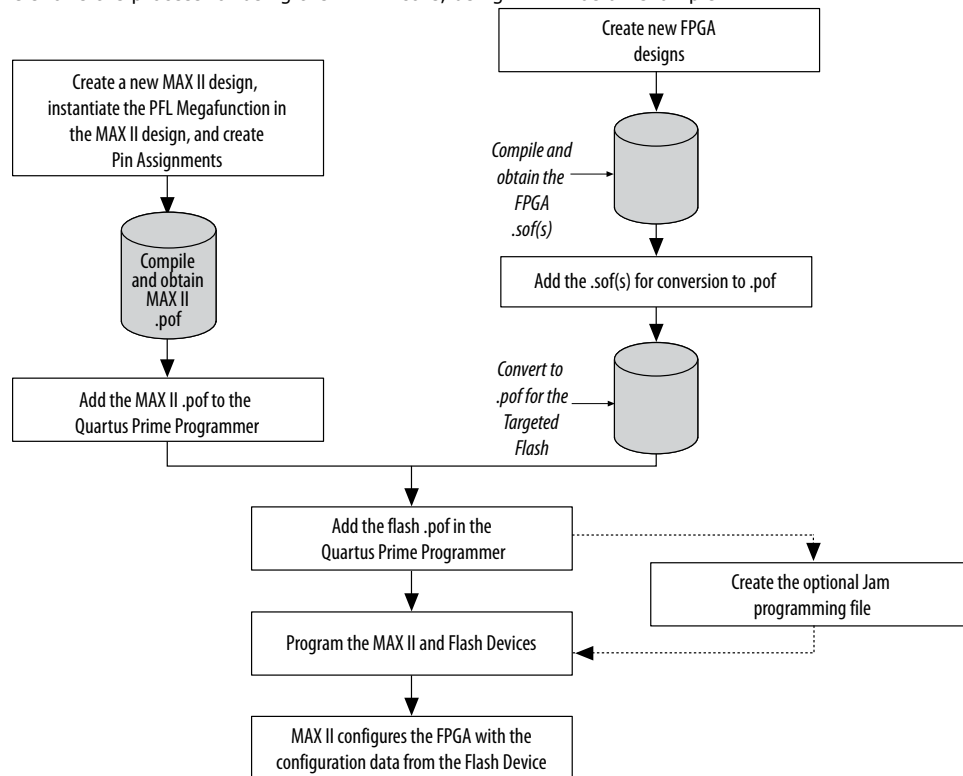 Create new FPGA
designs
Create a new MAX II design,
instantiate the PFL Megafunction in
the MAX II design, and create
Pin Assignments
Compile and
obtain the
FPGA
.sof(s)
Compile
and obtain
MAX II
.pof
Add the .sof(s) for conversion to .pof
Convert to
.pof for the
Targeted
Flash
Add the MAX II .pof to the
Quartus Prime Programmer
Add the flash .pof in the
Quartus Prime Programmer
Create the optional Jam
programming file
Program the MAX II and Flash Devices
MAX II configures the FPGA with the
configuration data from the Flash Device